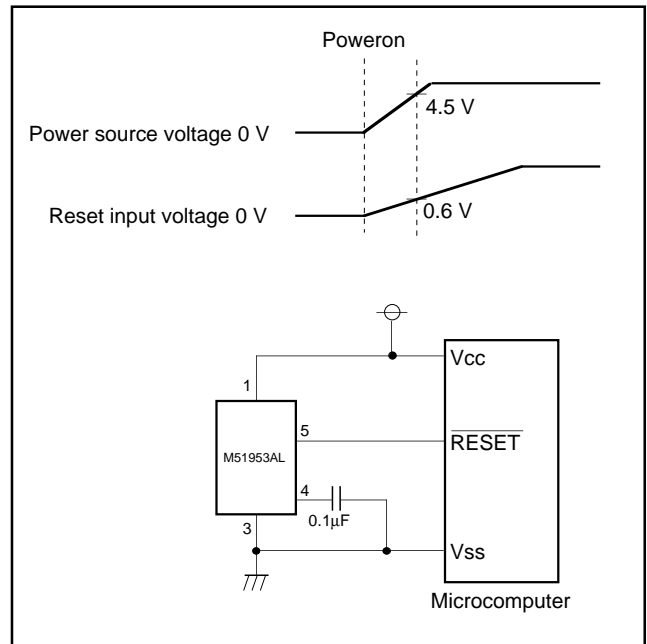 Poweron
4.5 V
Power source voltage 0 V
0.6 V
Reset input voltage 0 V
Vcc
1
5
RESET
M51953AL
4
0.1μF
3
Vss
Microcomputer